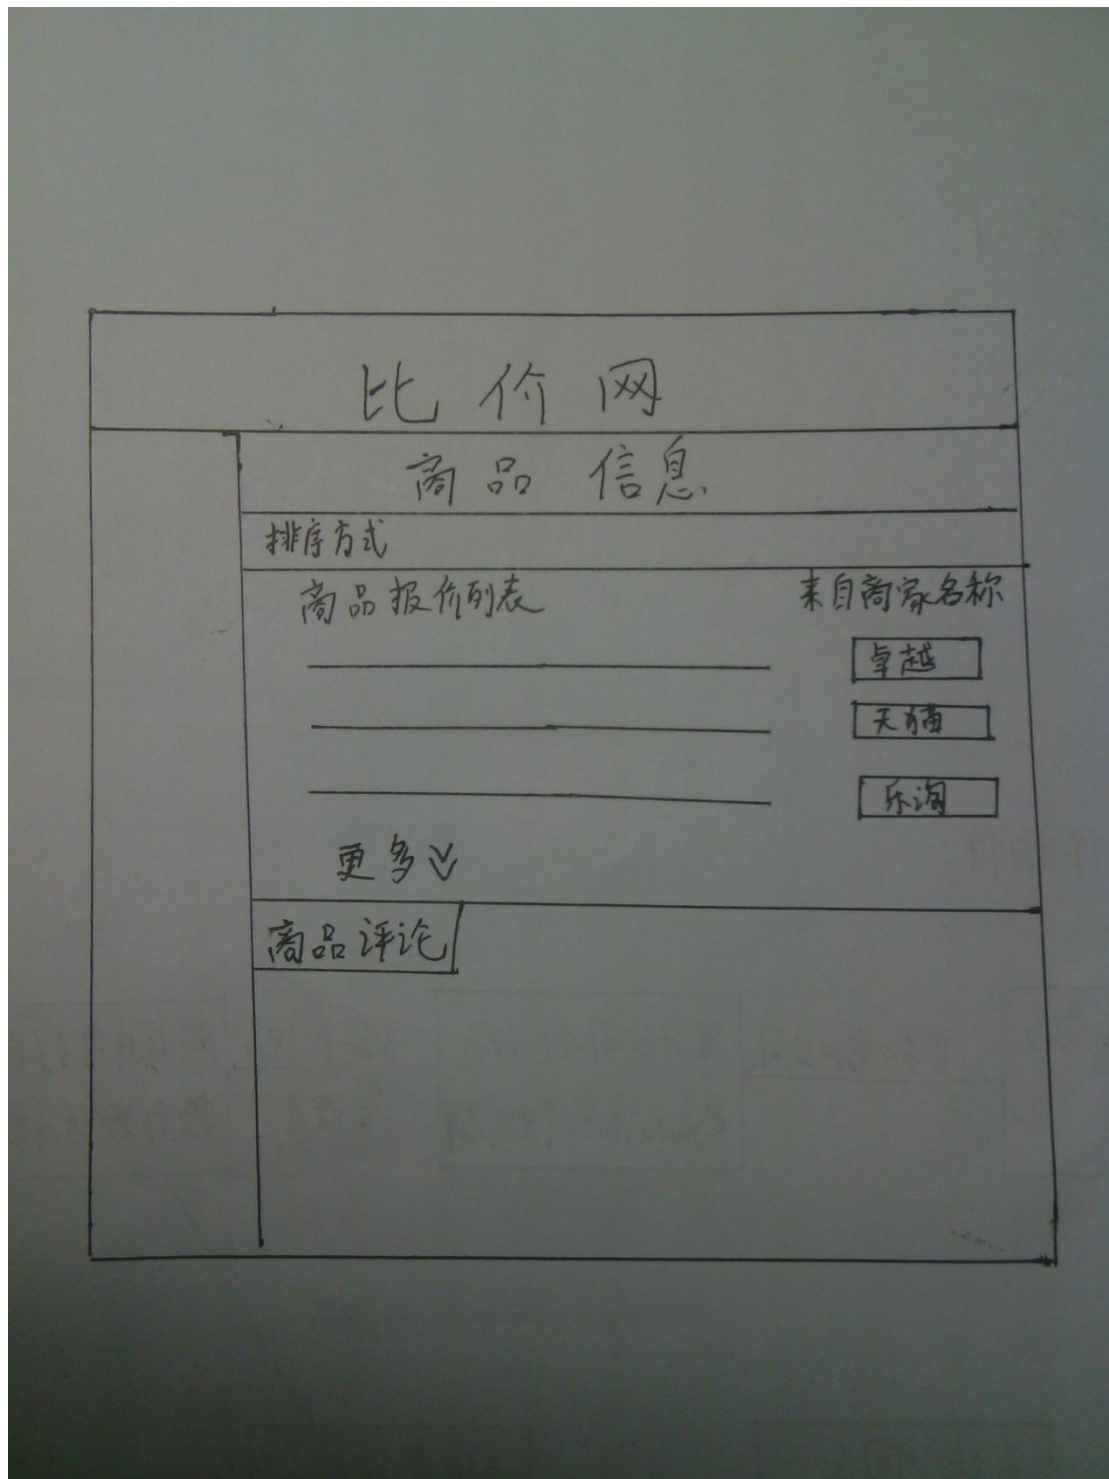 比价网
商品 信息
排序方式
商品报价列表 来自商家名称
卓越
天猫
乐淘
更多
商品评论